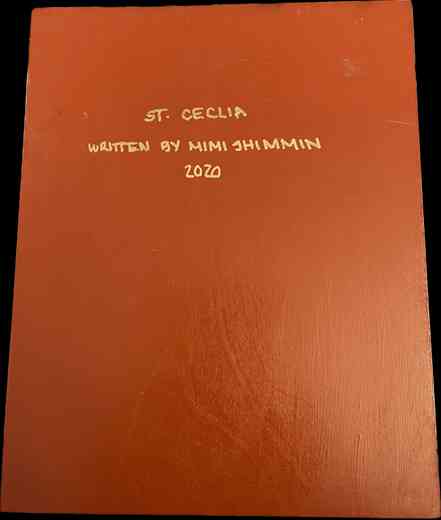 ST. CECLIA
WRITTEN BY MIMI SHIMMIN
2020